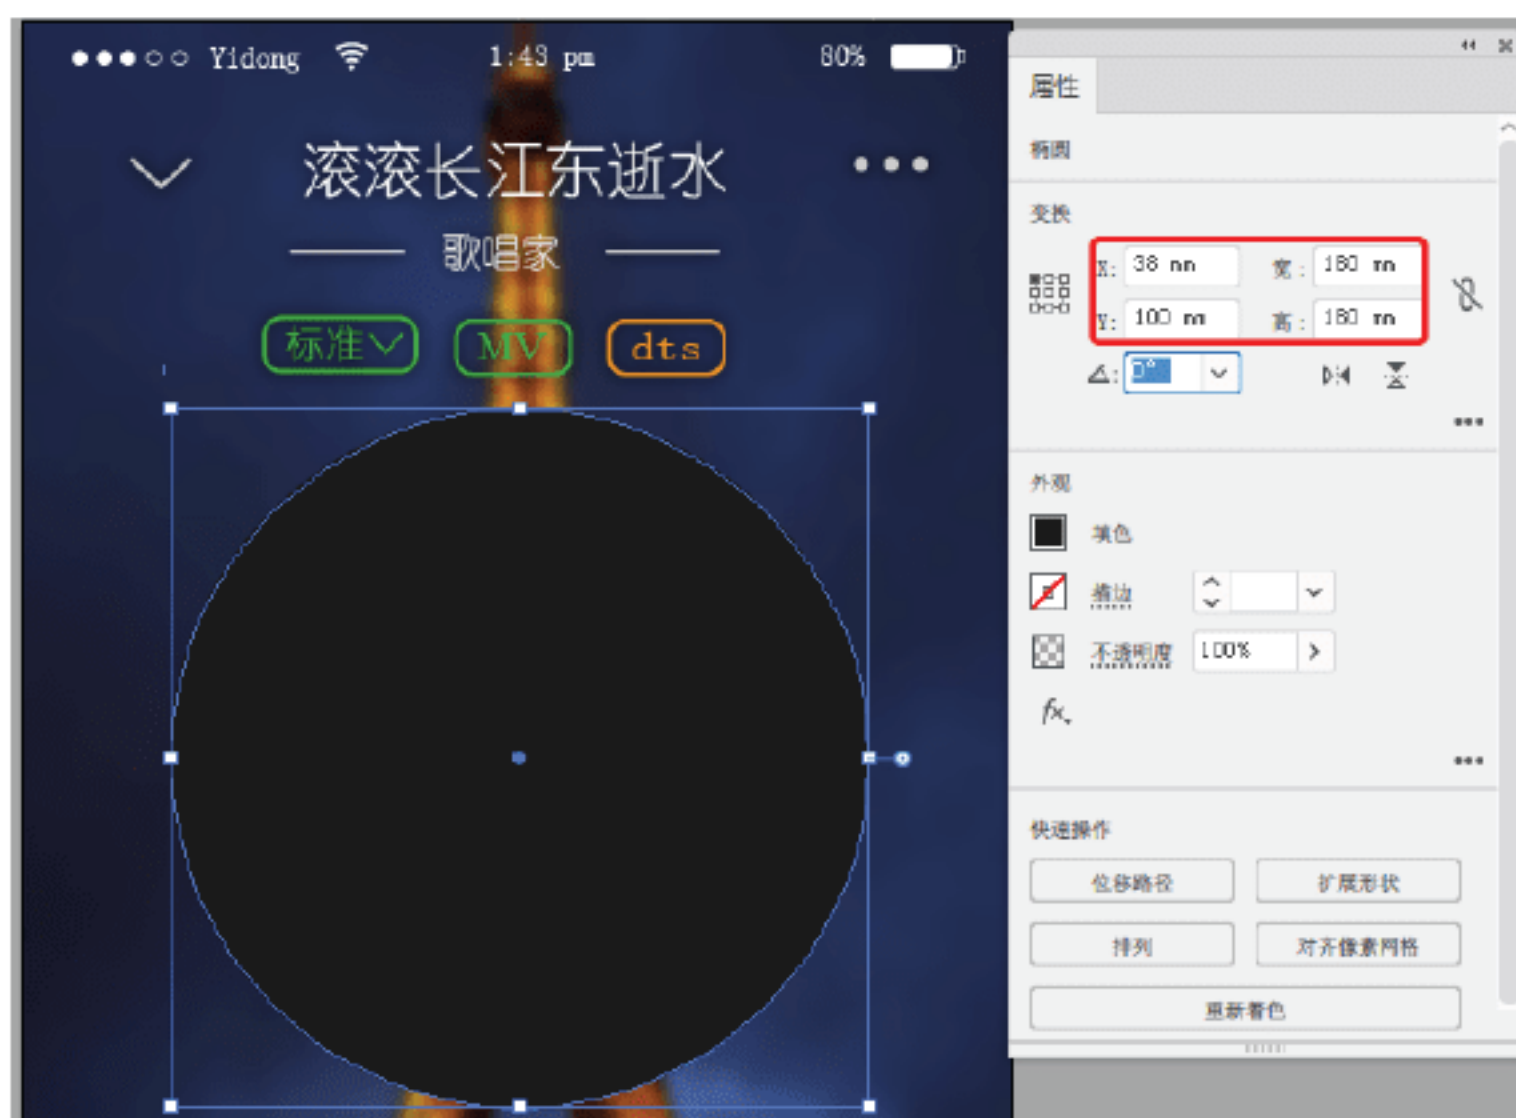 Yidong 1:43 pm 80%
滚滚长江东逝水
歌唱家
标准 MV dts
属性
椭圆
变换
X: 38 mm 宽: 180 mm
Y: 100 mm 高: 180 mm
0°
外观
填色
描边
不透明度 100%
fx
快速操作
位移路径 扩展形状
排列 对齐像素网格
重新着色